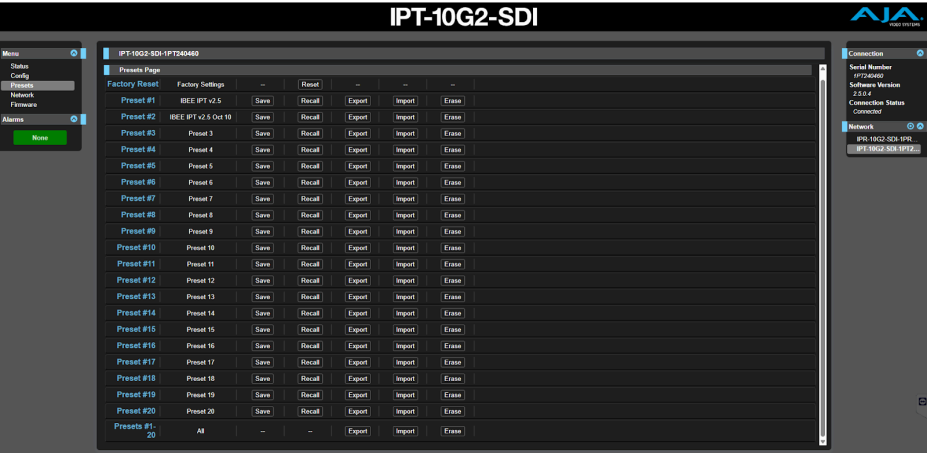 IPT-10G2-SDI
AJA
VIDEO SYSTEMS
Menu
Status
Config
Presets
Network
Firmware
Alarms
None
IPT-10G2-SDI-1PT240460
Presets Page
Factory Reset Factory Settings -- Reset -- -- --
Preset #1 IBEE IPT v2.5 Save Recall Export Import Erase
Preset #2 IBEE IPT v2.5 Oct 10 Save Recall Export Import Erase
Preset #3 Preset 3 Save Recall Export Import Erase
Preset #4 Preset 4 Save Recall Export Import Erase
Preset #5 Preset 5 Save Recall Export Import Erase
Preset #6 Preset 6 Save Recall Export Import Erase
Preset #7 Preset 7 Save Recall Export Import Erase
Preset #8 Preset 8 Save Recall Export Import Erase
Preset #9 Preset 9 Save Recall Export Import Erase
Preset #10 Preset 10 Save Recall Export Import Erase
Preset #11 Preset 11 Save Recall Export Import Erase
Preset #12 Preset 12 Save Recall Export Import Erase
Preset #13 Preset 13 Save Recall Export Import Erase
Preset #14 Preset 14 Save Recall Export Import Erase
Preset #15 Preset 15 Save Recall Export Import Erase
Preset #16 Preset 16 Save Recall Export Import Erase
Preset #17 Preset 17 Save Recall Export Import Erase
Preset #18 Preset 18 Save Recall Export Import Erase
Preset #19 Preset 19 Save Recall Export Import Erase
Preset #20 Preset 20 Save Recall Export Import Erase
Presets #1-
20 All -- -- Export Import Erase
Connection
Serial Number
1PT240460
Software Version
2.5.0.4
Connection Status
Connected
Network
IPR-10G2-SDI-1PR...
IPT-10G2-SDI-1PT2...